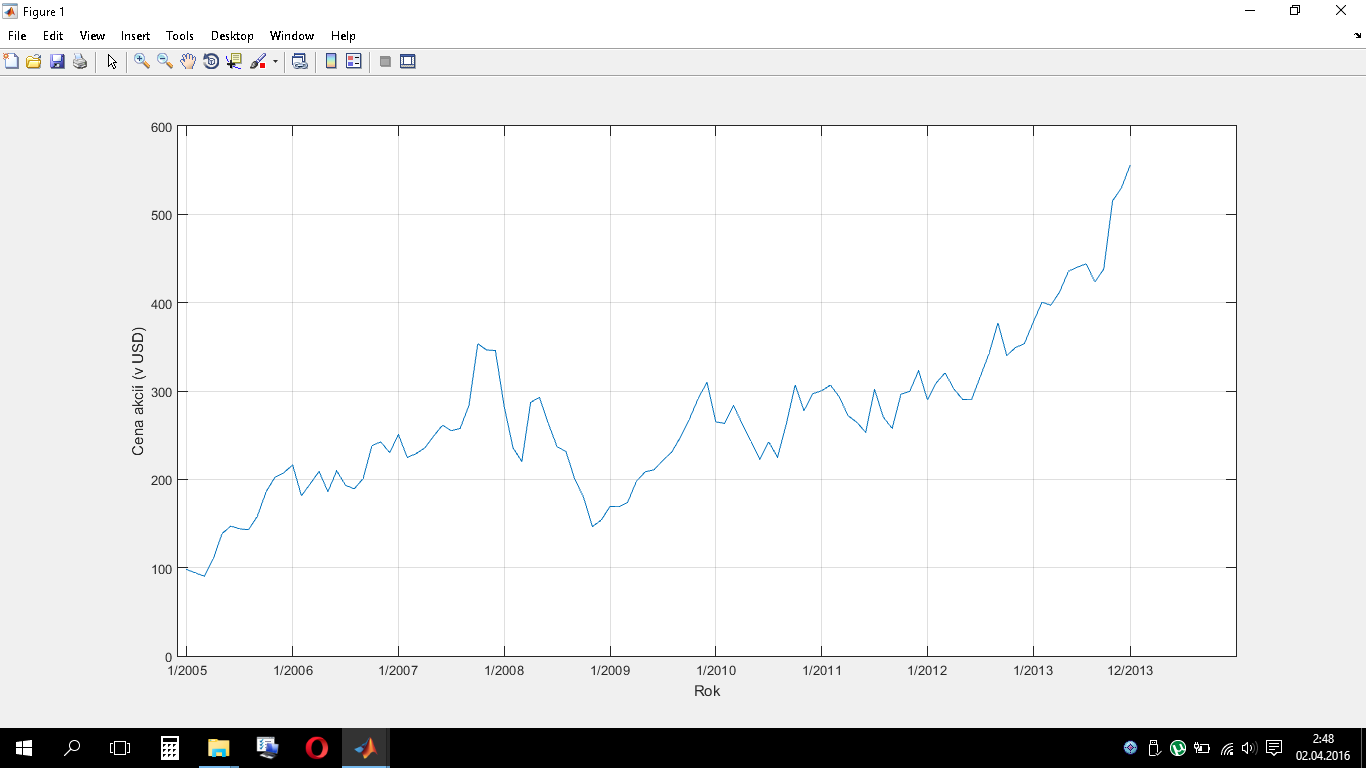 Figure 1
File Edit View Insert Tools Desktop Window Help
600
500
400
300
200
100
0
Cena akcií (v USD)
1/2005 1/2006 1/2007 1/2008 1/2009 1/2010 1/2011 1/2012 1/2013 12/2013
Rok
2:48
02.04.2016